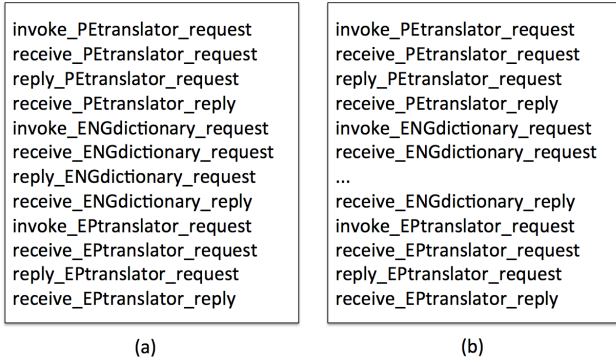 invoke_PEtranslator_request
receive_PEtranslator_request
reply_PEtranslator_request
receive_PEtranslator_reply
invoke_ENGdictionary_request
receive_ENGdictionary_request
reply_ENGdictionary_request
receive_ENGdictionary_reply
invoke_EPtranslator_request
receive_EPtranslator_request
reply_EPtranslator_request
receive_EPtranslator_reply
(a)
invoke_PEtranslator_request
receive_PEtranslator_request
reply_PEtranslator_request
receive_PEtranslator_reply
invoke_ENGdictionary_request
receive_ENGdictionary_request
...
receive_ENGdictionary_reply
invoke_EPtranslator_request
receive_EPtranslator_request
reply_EPtranslator_request
receive_EPtranslator_reply
(b)